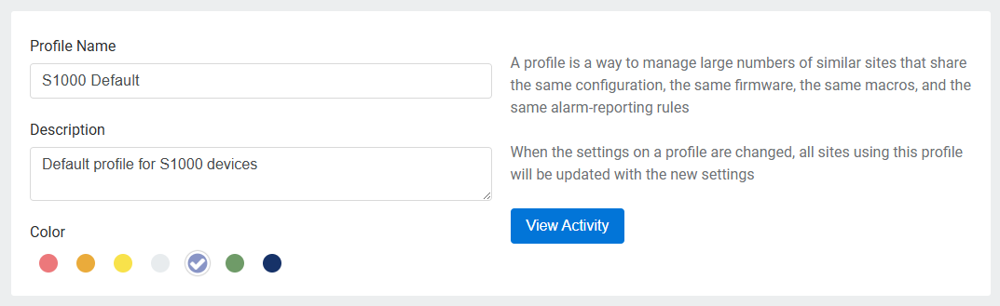 Profile Name
S1000 Default
Description
Default profile for S1000 devices
Color
A profile is a way to manage large numbers of similar sites that share
the same configuration, the same firmware, the same macros, and the
same alarm-reporting rules
When the settings on a profile are changed, all sites using this profile
will be updated with the new settings
View Activity